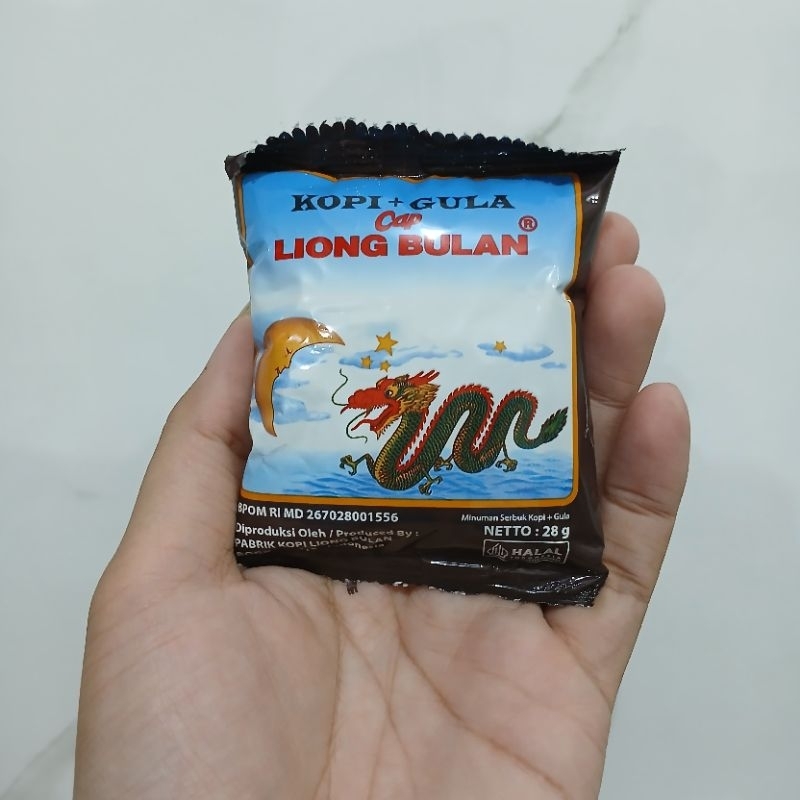 KOPI + GULA
Cap
LIONG BULAN ®
BPOM RI MD 267028001556
Diproduksi Oleh / Produced By :
PABRIK KOPI LIONG BULAN
Minuman Serbuk Kopi + Gula
NETTO : 28 g
HALAL
INDONESIA